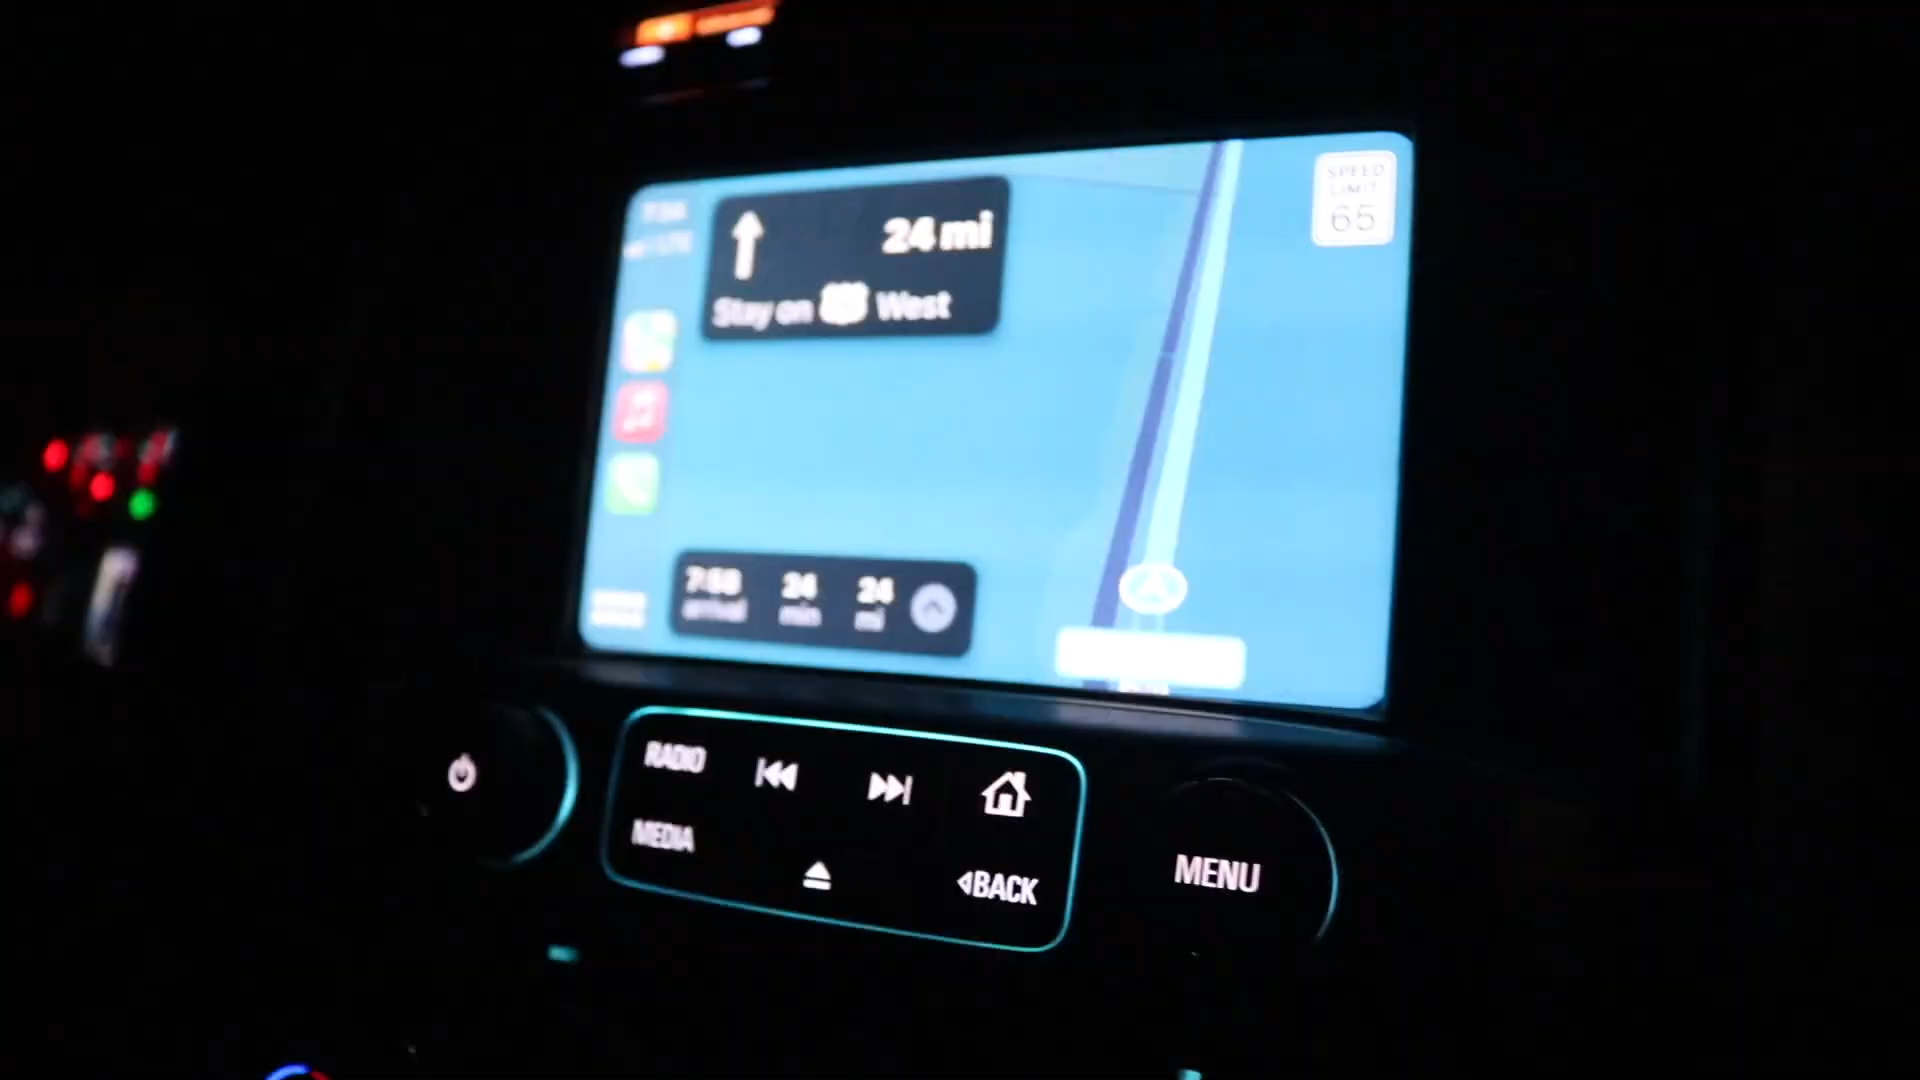 24 mi
Stay on West
SPEED
LIMIT
65
7:58 24 24
arrival min mi
RADIO
MEDIA
BACK
MENU